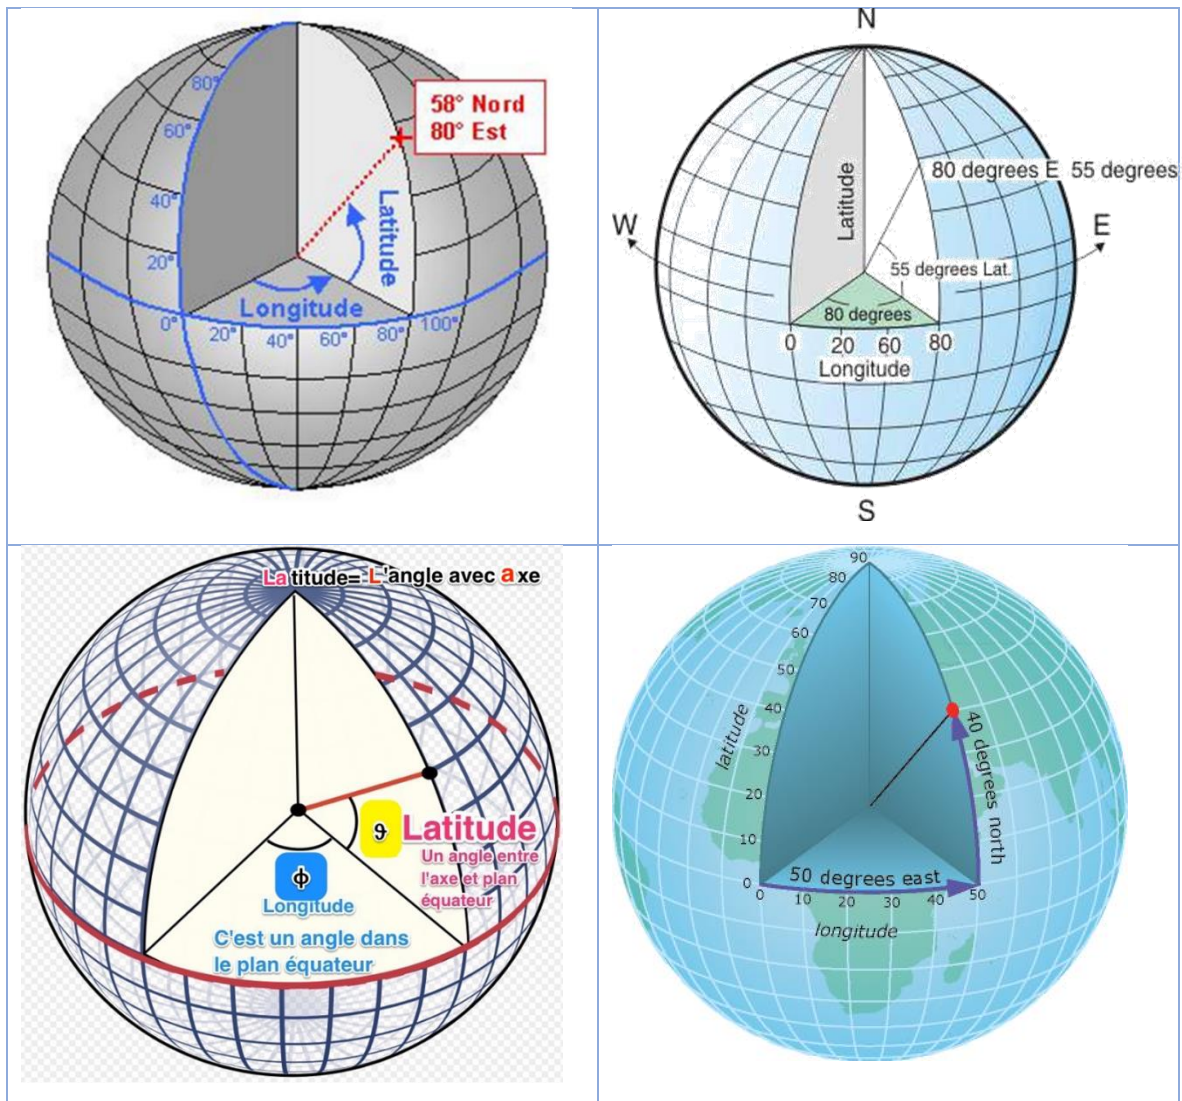 80°
60°
40°
20°
0°
20°
40°
60°
80°
100°
58° Nord
80° Est
Latitude
Longitude
N
W
E
S
Latitude
80 degrees E 55 degrees
55 degrees Lat.
80 degrees
0 20 60 80
Longitude
La titude= L'angle avec a xe
ϑ Latitude
Un angle entre
l'axe et plan
équateur
ϕ
Longitude
C'est un angle dans
le plan équateur
90
80
70
60
50
40
30
20
10
0
latitude
40 degrees north
50 degrees east
0 10 20 30 40 50
longitude